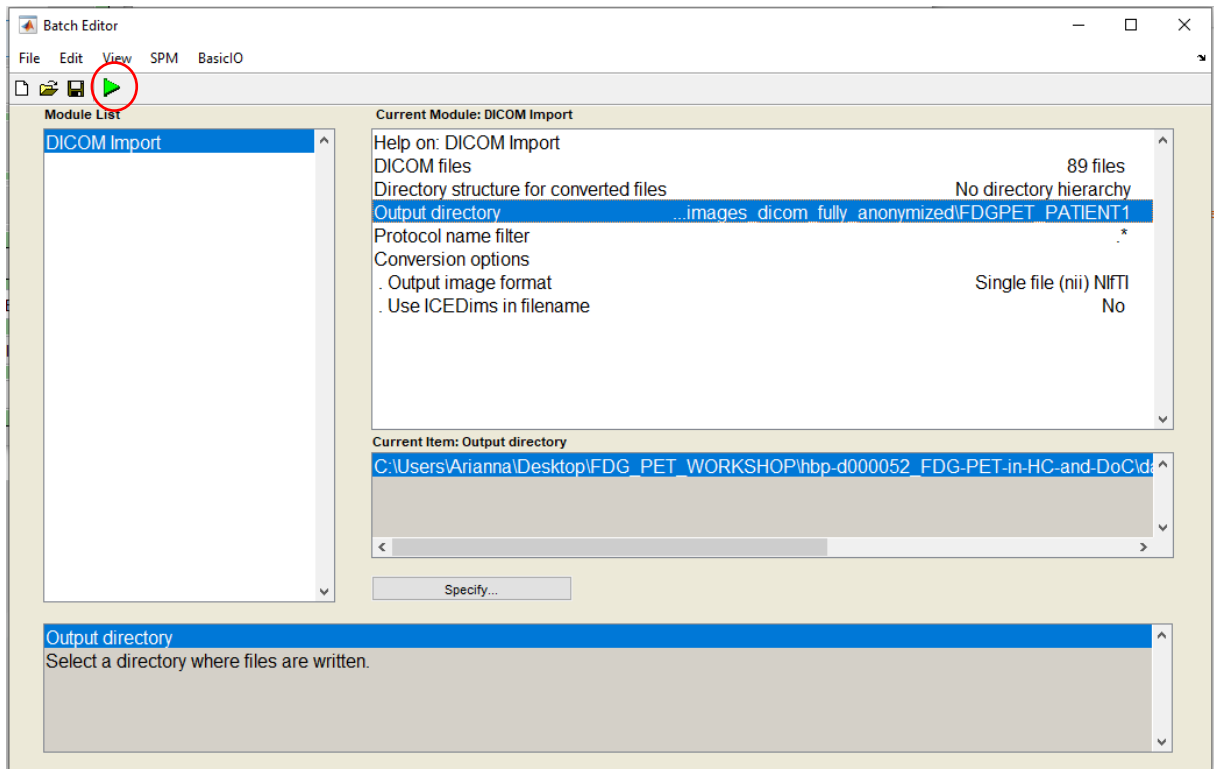 Batch Editor
File Edit View SPM BasicIO
Module List
DICOM Import
Current Module: DICOM Import
Help on: DICOM Import
DICOM files 89 files
Directory structure for converted files No directory hierarchy
Output directory ...images_dicom_fully_anonymized\FDGPET_PATIENT1
Protocol name filter .*
Conversion options
. Output image format Single file (nii) NIfTI
. Use ICEDims in filename No
Current Item: Output directory
C:\Users\Arianna\Desktop\FDG_PET_WORKSHOP\hbp-d000052_FDG-PET-in-HC-and-DoC\da
Specify...
Output directory
Select a directory where files are written.